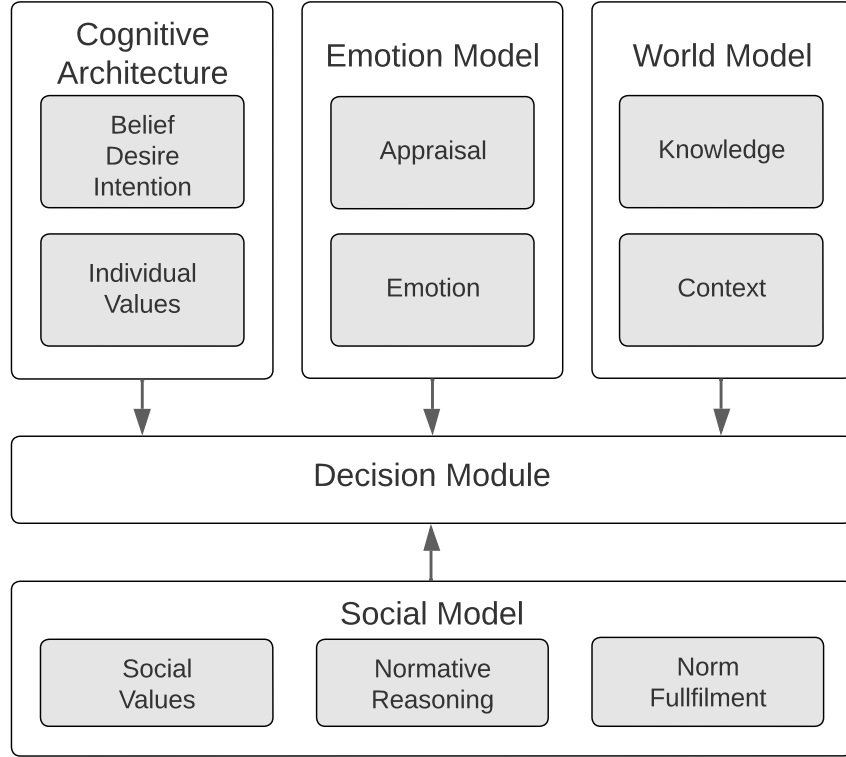 Cognitive
Architecture
Belief
Desire
Intention
Individual
Values
Emotion Model
Appraisal
Emotion
World Model
Knowledge
Context
Decision Module
Social Model
Social
Values
Normative
Reasoning
Norm
Fullfilment